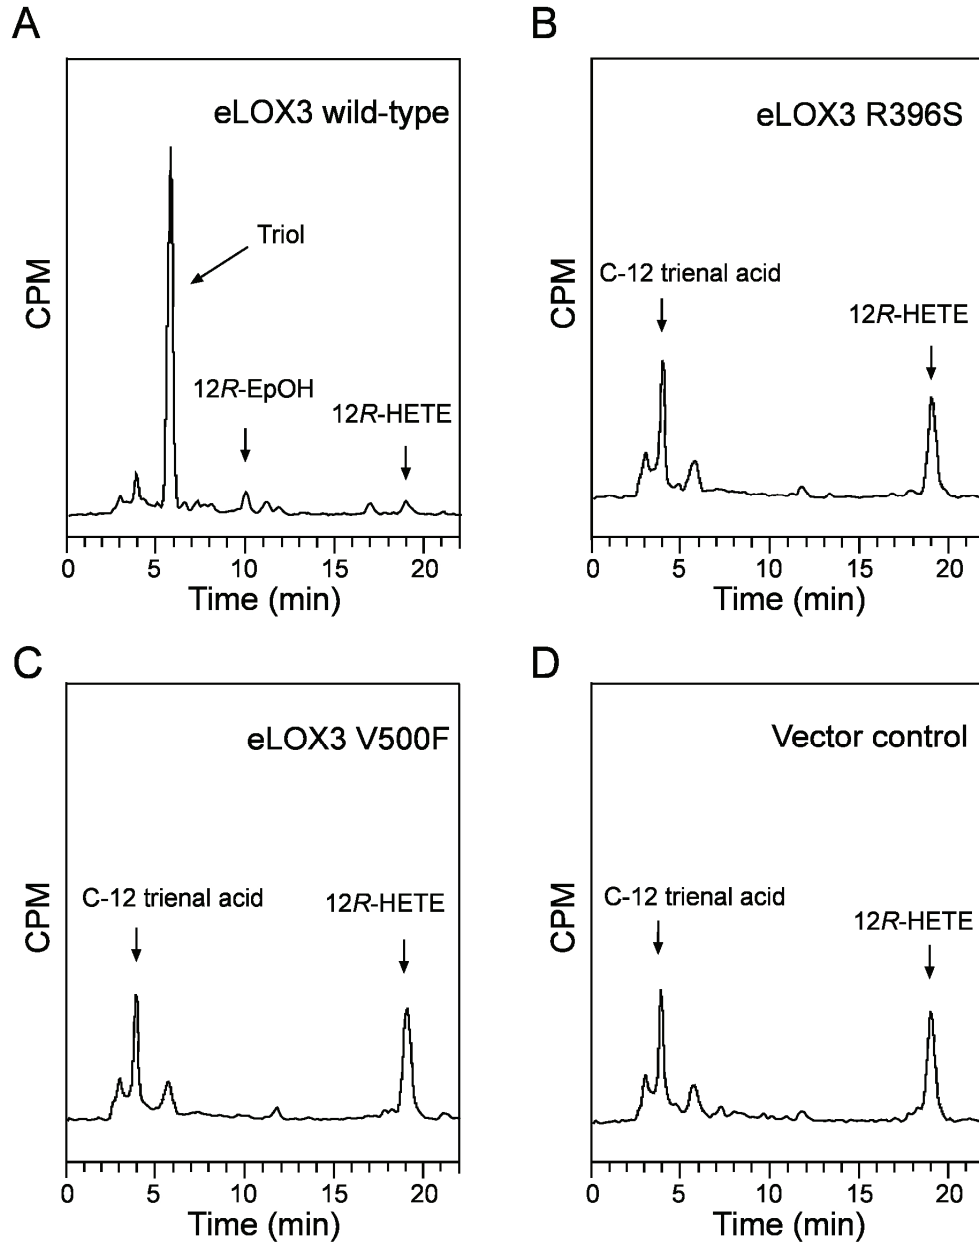 A
eLOX3 wild-type
Triol
12R-EpOH
12R-HETE
CPM
0 5 10 15 20
Time (min)
B
eLOX3 R396S
C-12 trienal acid
12R-HETE
CPM
0 5 10 15 20
Time (min)
C
eLOX3 V500F
C-12 trienal acid
12R-HETE
CPM
0 5 10 15 20
Time (min)
D
Vector control
C-12 trienal acid
12R-HETE
CPM
0 5 10 15 20
Time (min)